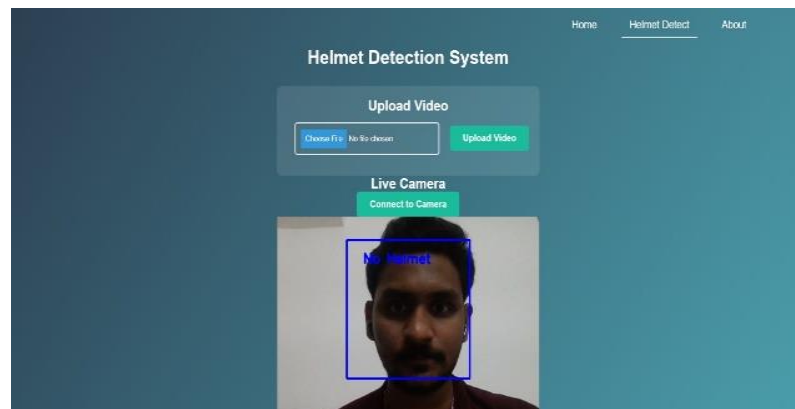 Home Helmet Detect About
Helmet Detection System
Upload Video
Choose File No file chosen Upload Video
Live Camera
Connect to Camera
No Helmet